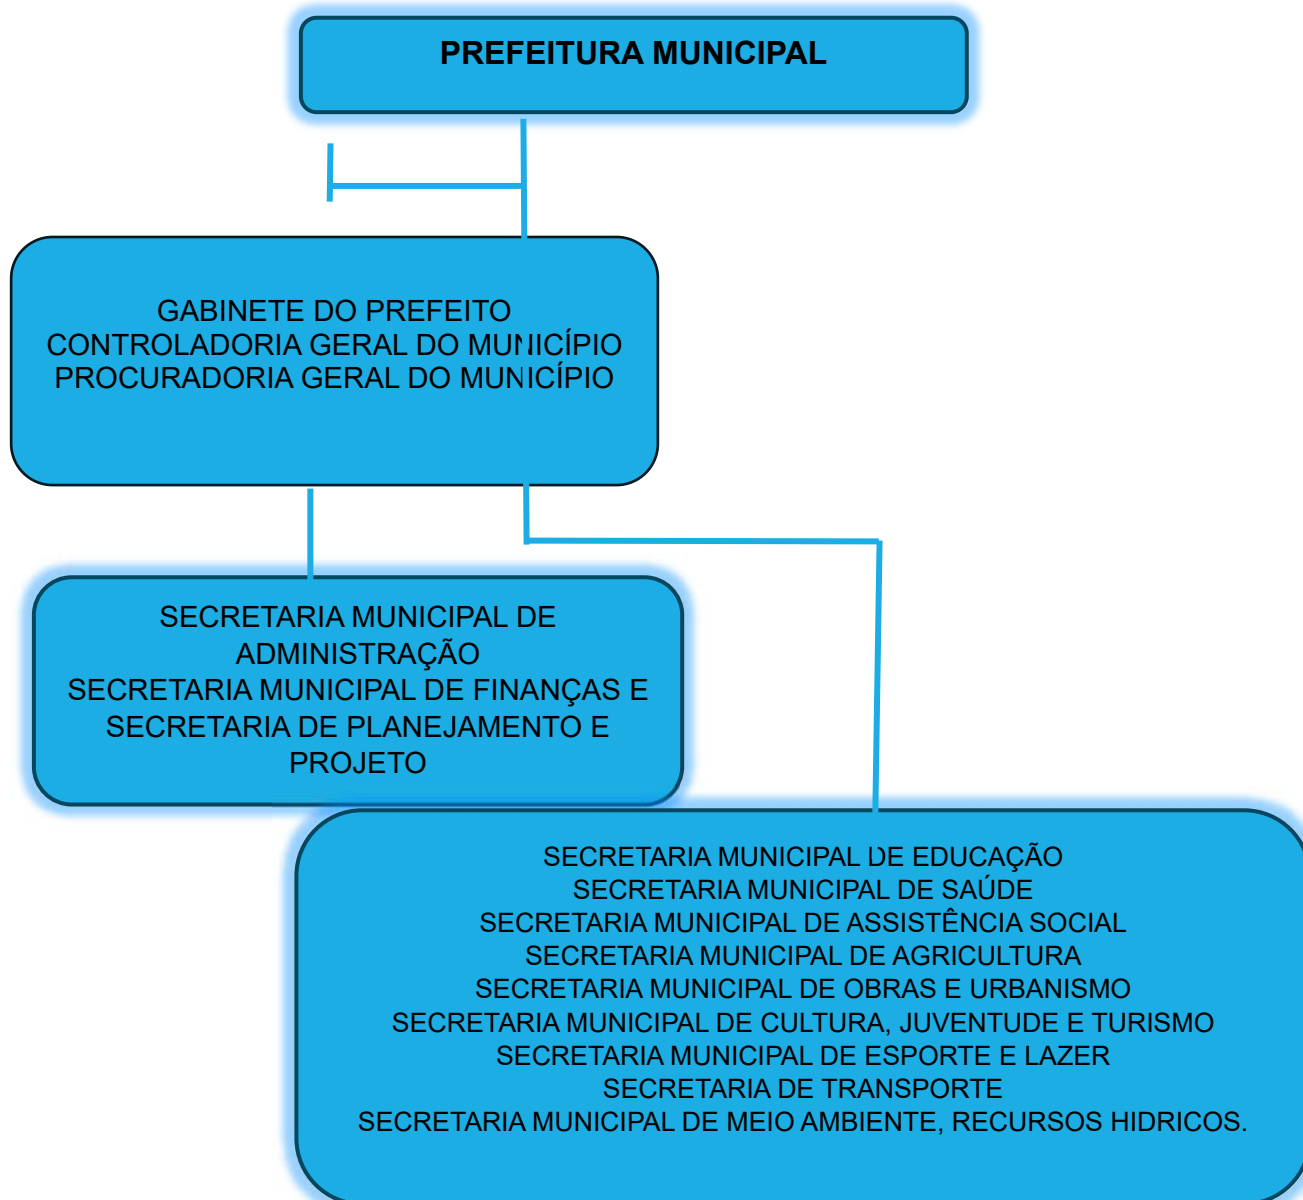 PREFEITURA MUNICIPAL
GABINETE DO PREFEITO
CONTROLADORIA GERAL DO MUNICÍPIO
PROCURADORIA GERAL DO MUNICÍPIO
SECRETARIA MUNICIPAL DE
ADMINISTRAÇÃO
SECRETARIA MUNICIPAL DE FINANÇAS E
SECRETARIA DE PLANEJAMENTO E
PROJETO
SECRETARIA MUNICIPAL DE EDUCAÇÃO
SECRETARIA MUNICIPAL DE SAÚDE
SECRETARIA MUNICIPAL DE ASSISTÊNCIA SOCIAL
SECRETARIA MUNICIPAL DE AGRICULTURA
SECRETARIA MUNICIPAL DE OBRAS E URBANISMO
SECRETARIA MUNICIPAL DE CULTURA, JUVENTUDE E TURISMO
SECRETARIA MUNICIPAL DE ESPORTE E LAZER
SECRETARIA DE TRANSPORTE
SECRETARIA MUNICIPAL DE MEIO AMBIENTE, RECURSOS HIDRICOS.